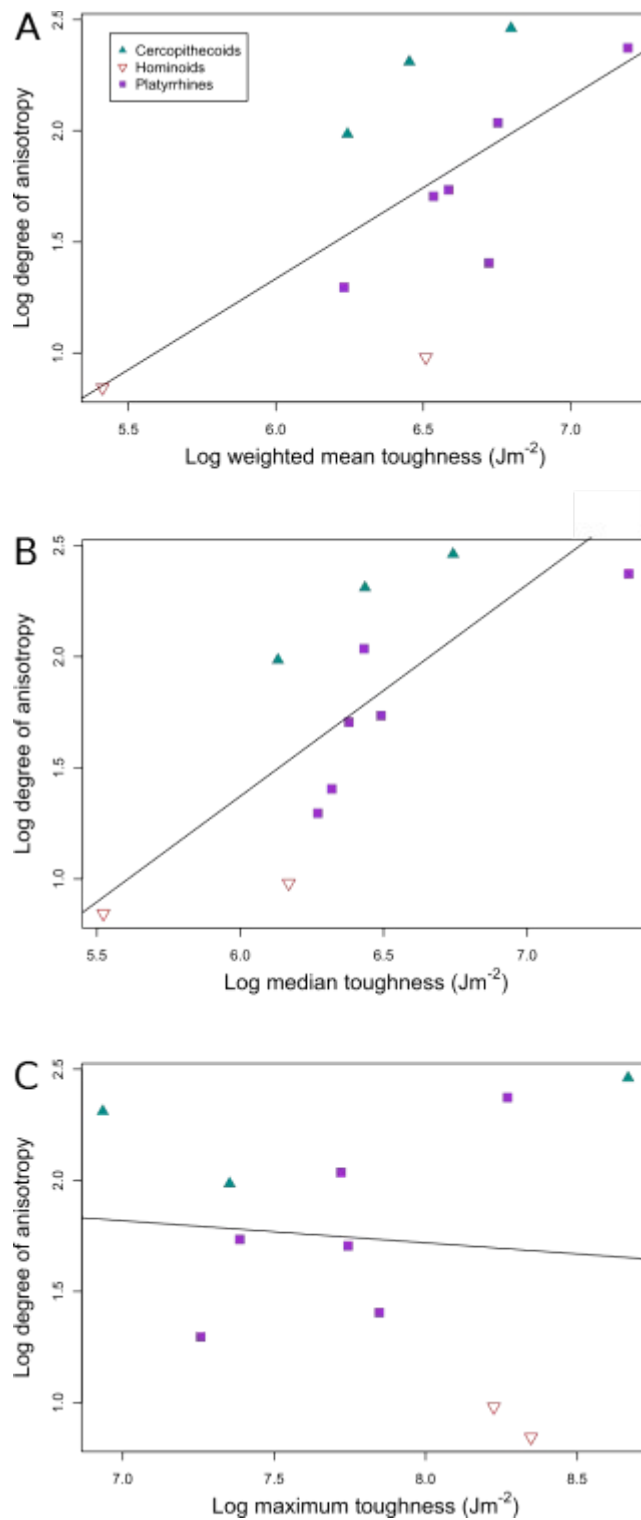 A
Cercopithecoids
Hominoids
Platyrrhines
2.5
2.0
1.5
1.0
Log degree of anisotropy
5.5 6.0 6.5 7.0
Log weighted mean toughness (Jm⁻²)
B
2.5
2.0
1.5
1.0
Log degree of anisotropy
5.5 6.0 6.5 7.0
Log median toughness (Jm⁻²)
C
2.5
2.0
1.5
1.0
Log degree of anisotropy
7.0 7.5 8.0 8.5
Log maximum toughness (Jm⁻²)